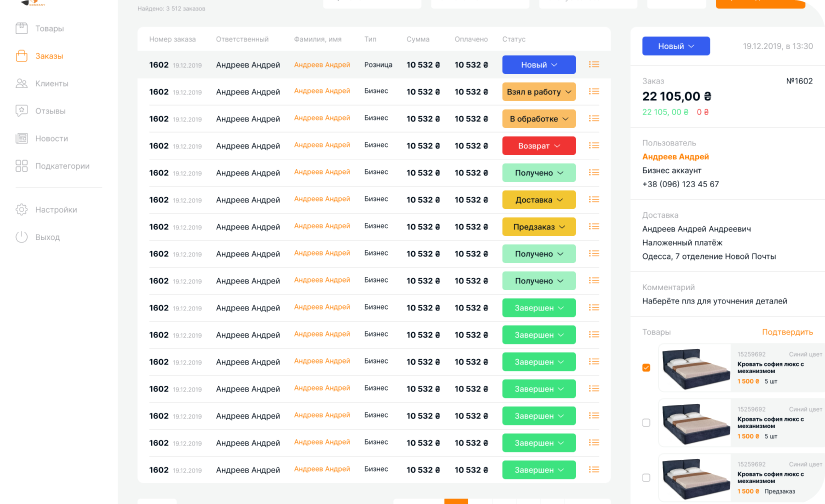 Найдено: 3 512 заказов
Товары
Заказы
Клиенты
Отзывы
Новости
Подкатегории
Настройки
Выход
Номер заказа Ответственный Фамилия, имя Тип Сумма Оплачено Статус
1602 19.12.2019 Андреев Андрей Андреев Андрей Розница 10 532 ₴ 10 532 ₴ Новый
1602 19.12.2019 Андреев Андрей Андреев Андрей Бизнес 10 532 ₴ 10 532 ₴ Взял в работу
1602 19.12.2019 Андреев Андрей Андреев Андрей Бизнес 10 532 ₴ 10 532 ₴ В обработке
1602 19.12.2019 Андреев Андрей Андреев Андрей Бизнес 10 532 ₴ 10 532 ₴ Возврат
1602 19.12.2019 Андреев Андрей Андреев Андрей Бизнес 10 532 ₴ 10 532 ₴ Получено
1602 19.12.2019 Андреев Андрей Андреев Андрей Бизнес 10 532 ₴ 10 532 ₴ Доставка
1602 19.12.2019 Андреев Андрей Андреев Андрей Бизнес 10 532 ₴ 10 532 ₴ Предзаказ
1602 19.12.2019 Андреев Андрей Андреев Андрей Бизнес 10 532 ₴ 10 532 ₴ Получено
1602 19.12.2019 Андреев Андрей Андреев Андрей Бизнес 10 532 ₴ 10 532 ₴ Получено
1602 19.12.2019 Андреев Андрей Андреев Андрей Бизнес 10 532 ₴ 10 532 ₴ Завершен
1602 19.12.2019 Андреев Андрей Андреев Андрей Бизнес 10 532 ₴ 10 532 ₴ Завершен
1602 19.12.2019 Андреев Андрей Андреев Андрей Бизнес 10 532 ₴ 10 532 ₴ Завершен
1602 19.12.2019 Андреев Андрей Андреев Андрей Бизнес 10 532 ₴ 10 532 ₴ Завершен
1602 19.12.2019 Андреев Андрей Андреев Андрей Бизнес 10 532 ₴ 10 532 ₴ Завершен
1602 19.12.2019 Андреев Андрей Андреев Андрей Бизнес 10 532 ₴ 10 532 ₴ Завершен
1602 19.12.2019 Андреев Андрей Андреев Андрей Бизнес 10 532 ₴ 10 532 ₴ Завершен
Новый 19.12.2019, в 13:30
Заказ №1602
22 105,00 ₴
22 105, 00 ₴ 0 ₴
Пользователь
Андреев Андрей
Бизнес аккаунт
+38 (096) 123 45 67
Доставка
Андреев Андрей Андреевич
Наложенный платёж
Одесса, 7 отделение Новой Почты
Комментарий
Наберёте плз для уточнения деталей
Товары Подтвердить
15259692 Синий цвет
Кровать софия люкс с
механизмом
1 500 ₴ 5 шт
15259692 Синий цвет
Кровать софия люкс с
механизмом
1 500 ₴ 5 шт
15259692 Синий цвет
Кровать софия люкс с
механизмом
1 500 ₴ Предзаказ